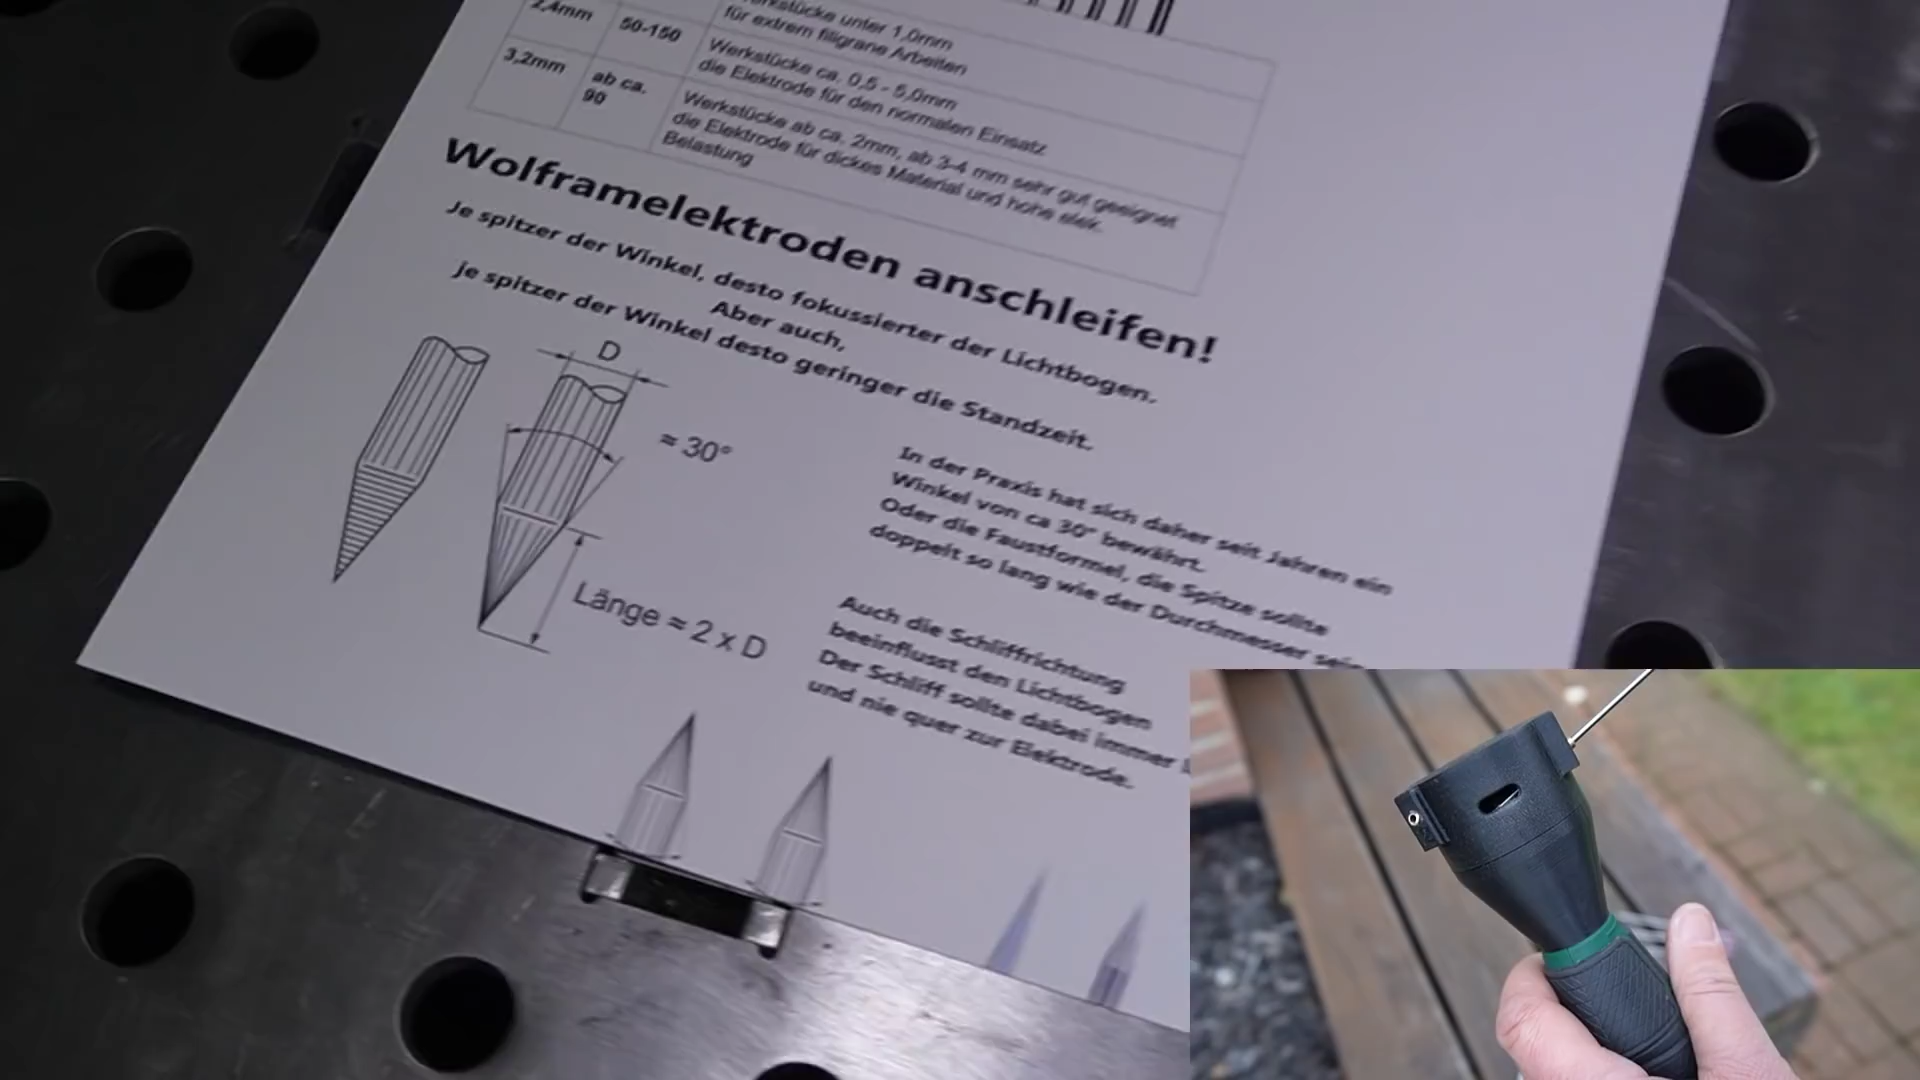 2,4mm
50-150
Werkstücke unter 1,0mm
für extrem filigrane Arbeiten
3,2mm
ab ca.
90
Werkstücke ca. 0,5 - 5,0mm
die Elektrode für den normalen Einsatz
Werkstücke ab ca. 2mm, ab 3-4 mm sehr gut geeignet
die Elektrode für dickes Material und hohe elek.
Belastung
Wolframelektroden anschleifen!
Je spitzer der Winkel, desto fokussierter der Lichtbogen.
Aber auch,
je spitzer der Winkel desto geringer die Standzeit.
D
≈ 30°
Länge ≈ 2 x D
In der Praxis hat sich daher seit Jahren ein
Winkel von ca 30° bewährt.
Oder die Faustformel, die Spitze sollte
doppelt so lang wie der Durchmesser sein
Auch die Schliffrichtung
beeinflusst den Lichtbogen
Der Schliff sollte dabei immer
und nie quer zur Elektrode.